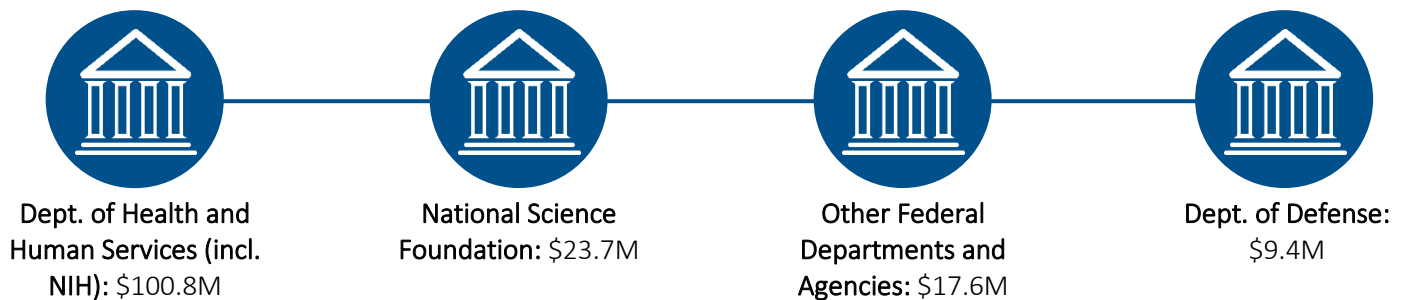 Dept. of Health and
Human Services (incl.
NIH): $100.8M
National Science
Foundation: $23.7M
Other Federal
Departments and
Agencies: $17.6M
Dept. of Defense:
$9.4M